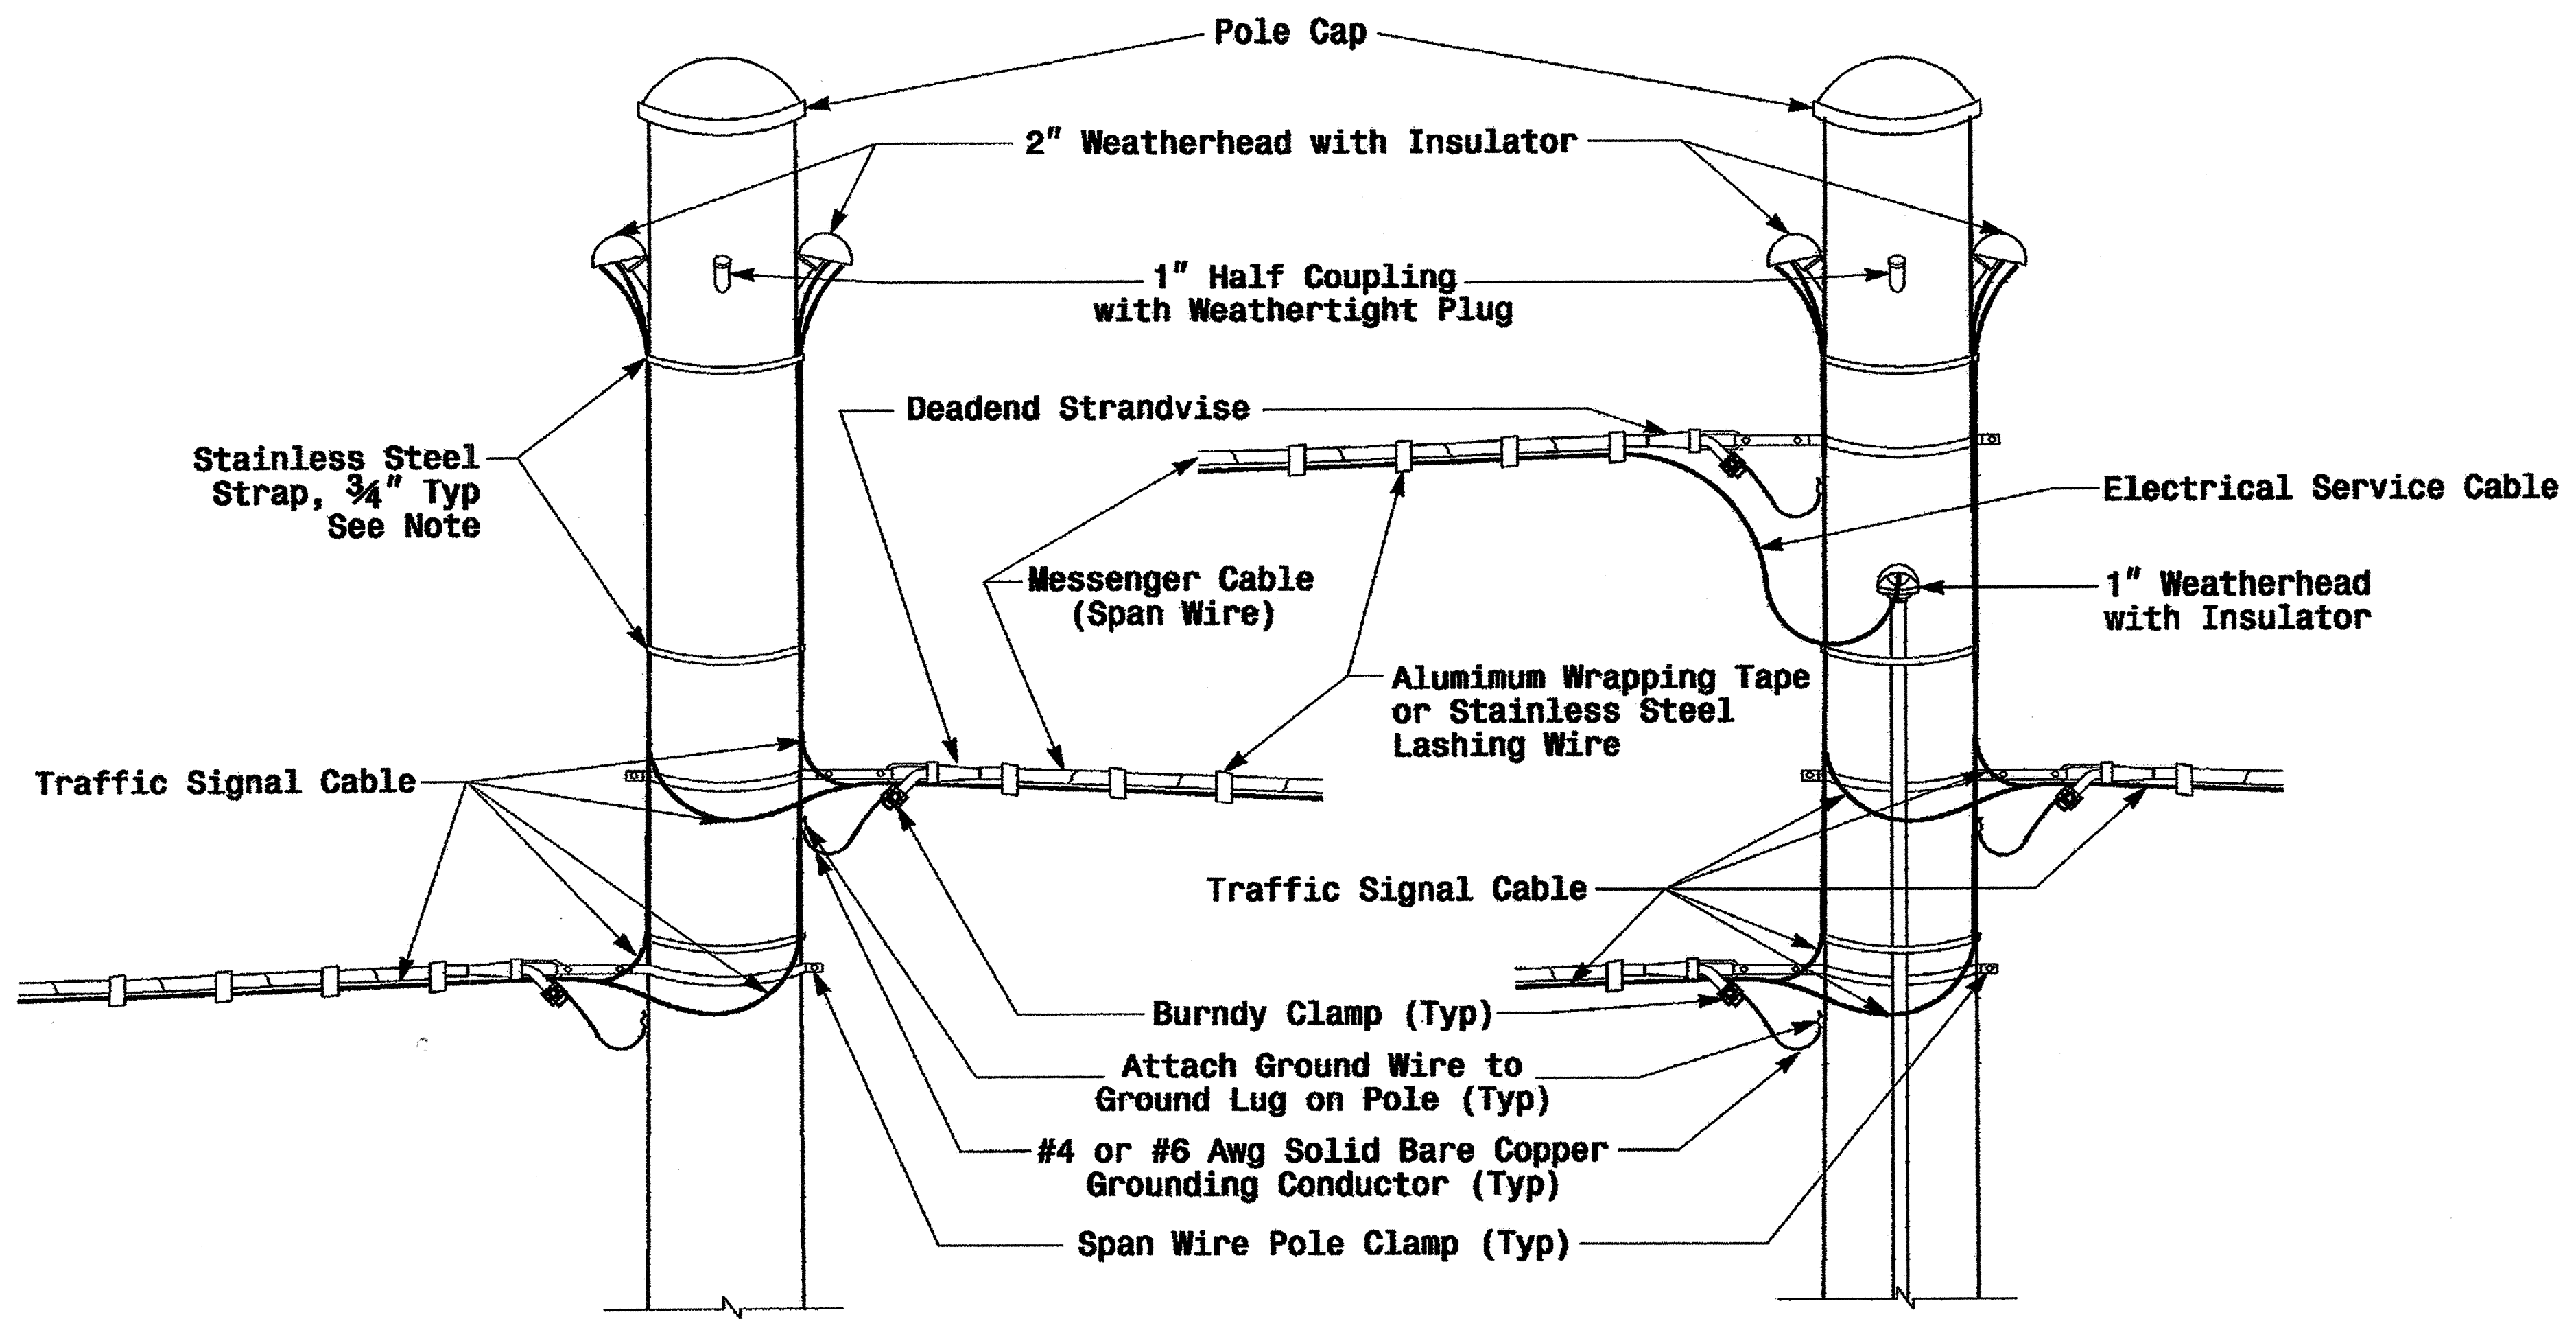 Pole Cap
2″ Weatherhead with Insulator
1″ Half Coupling
with Weathertight Plug
Deadend Strandvise
Stainless Steel
Strap, ¾″ Typ
See Note
Electrical Service Cable
Messenger Cable
(Span Wire)
1″ Weatherhead
with Insulator
Alumimum Wrapping Tape
or Stainless Steel
Lashing Wire
Traffic Signal Cable
Traffic Signal Cable
Burndy Clamp (Typ)
Attach Ground Wire to
Ground Lug on Pole (Typ)
#4 or #6 Awg Solid Bare Copper
Grounding Conductor (Typ)
Span Wire Pole Clamp (Typ)